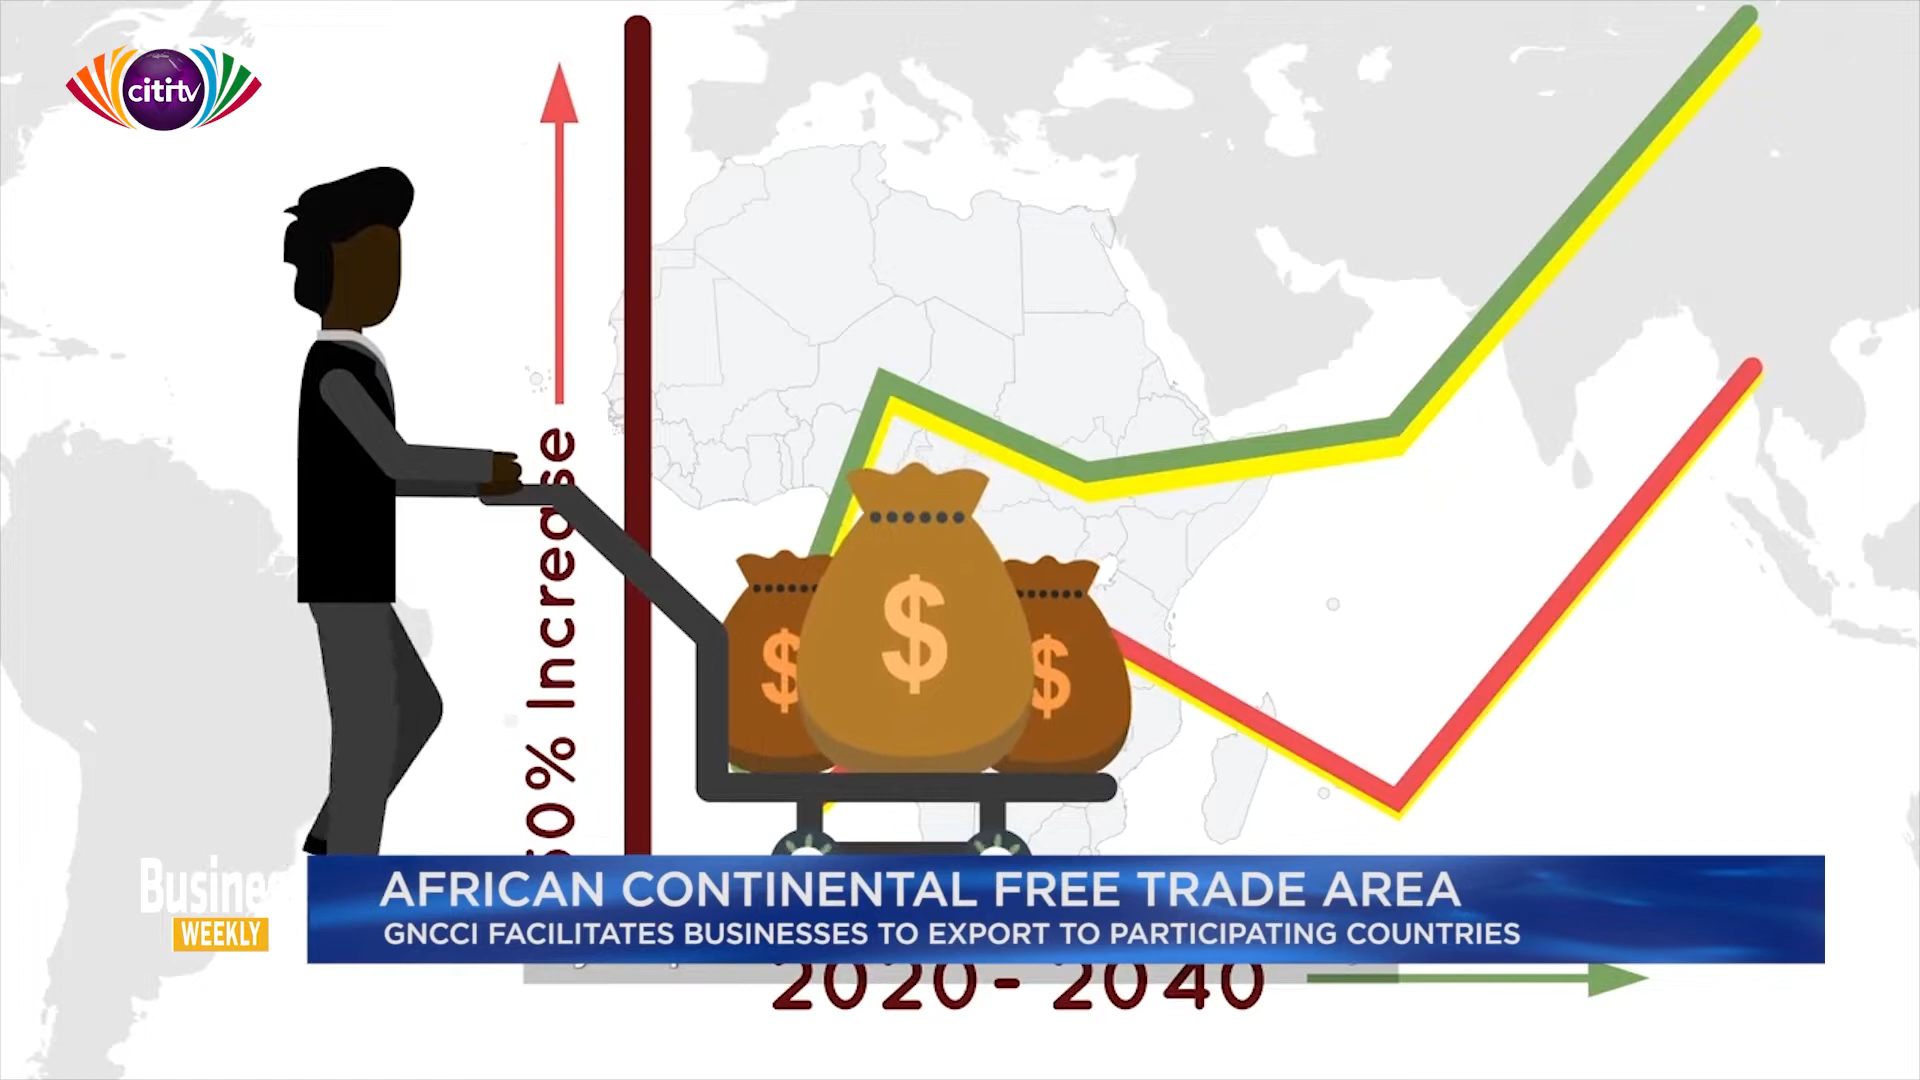 citi tv
$
$
$
% Increase
Business
WEEKLY
AFRICAN CONTINENTAL FREE TRADE AREA
GNCCI FACILITATES BUSINESSES TO EXPORT TO PARTICIPATING COUNTRIES
2020- 2040